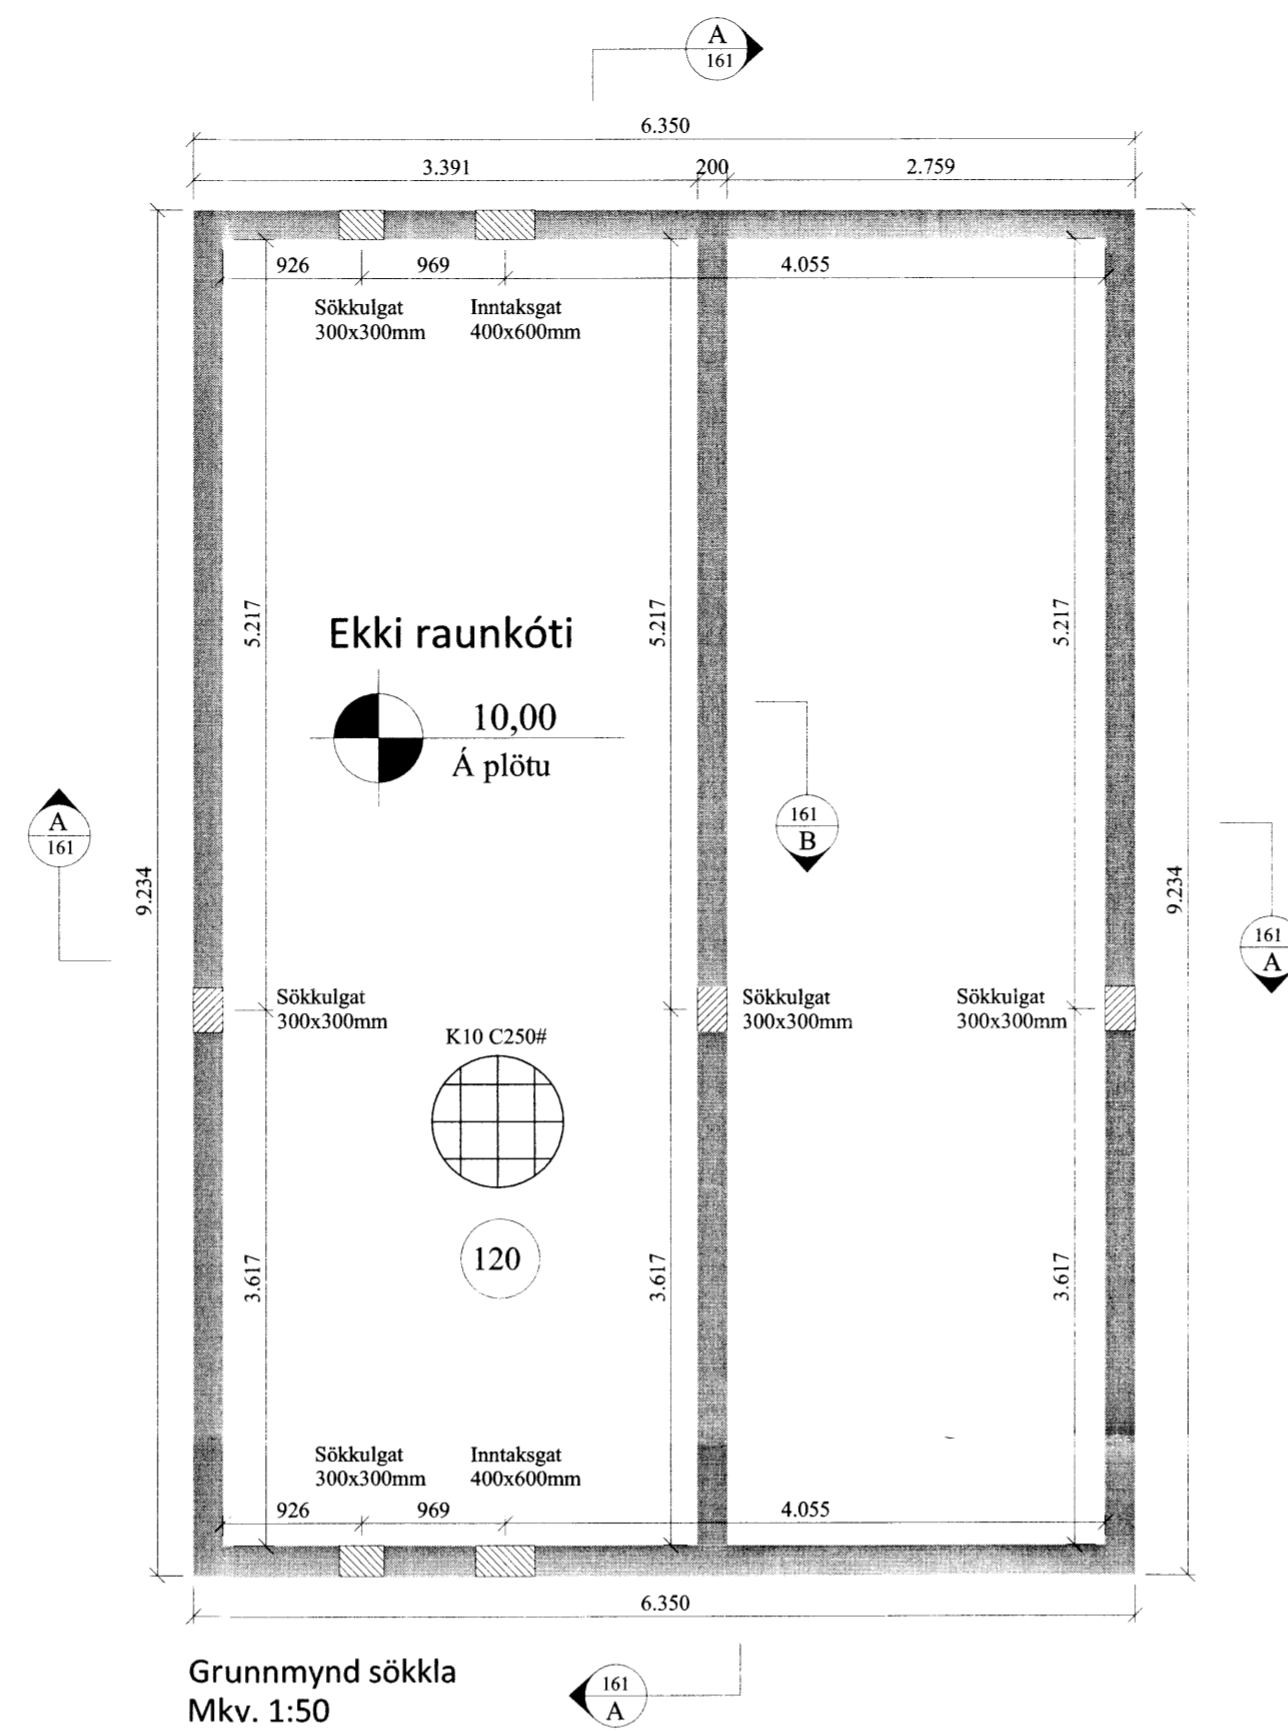 A
161
6.350
3.391
200
2.759
926
969
4.055
Sökkulgat
300x300mm
Inntaksgat
400x600mm
5.217
5.217
5.217
Ekki raunkóti
10,00
Á plötu
A
161
161
B
9.234
9.234
161
A
Sökkulgat
300x300mm
Sökkulgat
300x300mm
Sökkulgat
300x300mm
K10 C250#
120
3.617
3.617
3.617
Sökkulgat
300x300mm
Inntaksgat
400x600mm
926
969
4.055
6.350
Grunnmynd sökkla
Mkv. 1:50
161
A